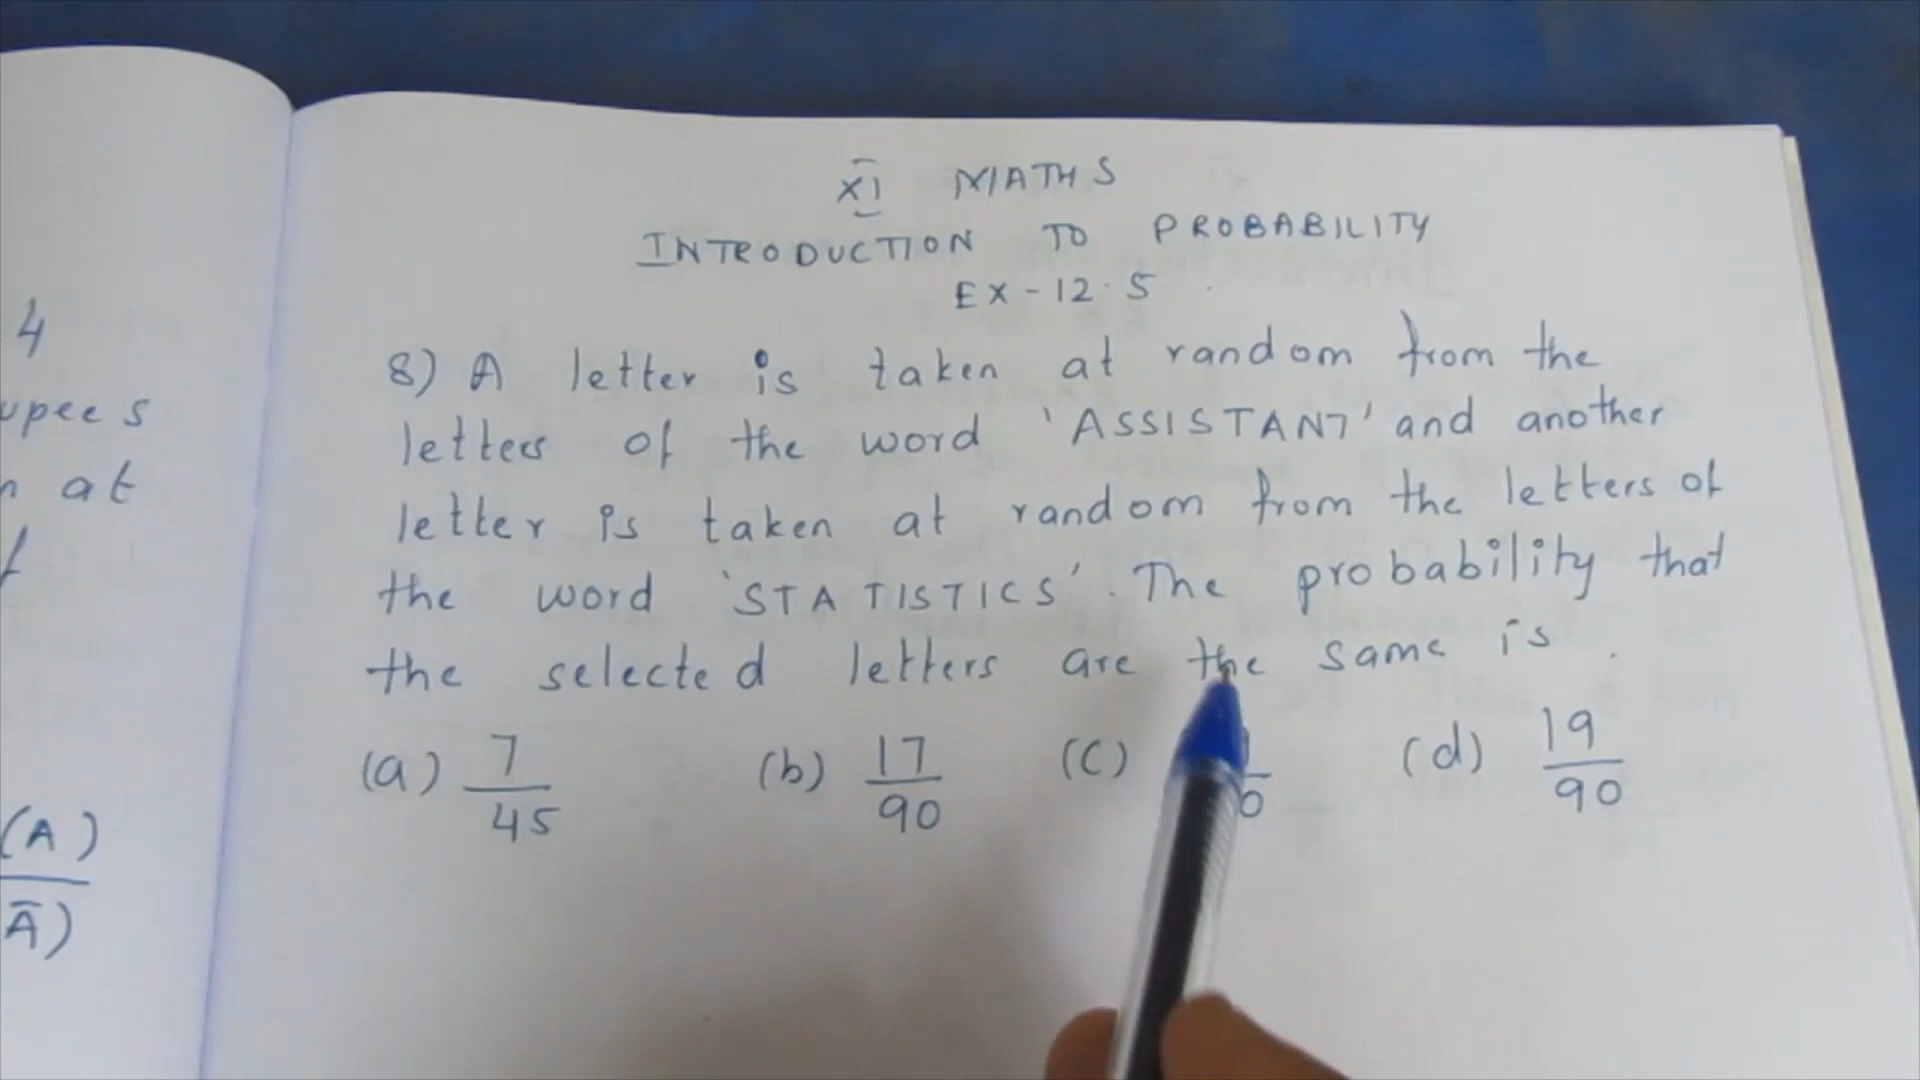 4
upees
n at
(A)
Ā)
XI MATHS
INTRODUCTION TO PROBABILITY
EX-12.5
8) A letter is taken at random from the
letters of the word 'ASSISTANT' and another
letter is taken at random from the letters of
the word 'STATISTICS'. The probability that
the selected letters are the same is.
(a) 7/45 (b) 17/90 (c) (d) 19/90